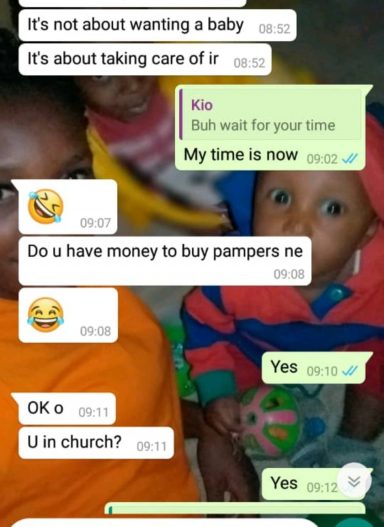 It's not about wanting a baby 08:52
It's about taking care of ir 08:52
Kio
Buh wait for your time
My time is now 09:02
🤣
09:07
Do u have money to buy pampers ne
09:08
😂
09:08
Yes 09:10
OK o 09:11
U in church? 09:11
Yes 09:12